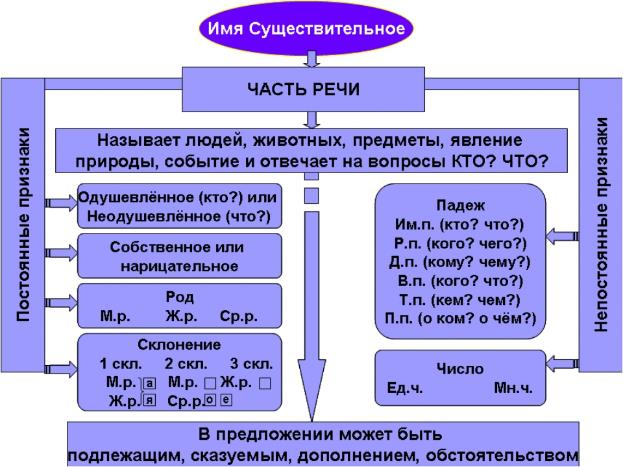 Имя Существительное
ЧАСТЬ РЕЧИ
Называет людей, животных, предметы, явление
природы, событие и отвечает на вопросы КТО? ЧТО?
Постоянные признаки
Одушевлённое (кто?) или
Неодушевлённое (что?)
Собственное или
нарицательное
Род
М.р. Ж.р. Ср.р.
Склонение
1 скл. 2 скл. 3 скл.
М.р. а М.р. Ж.р.
Ж.р. я Ср.р. о е
Падеж
Им.п. (кто? что?)
Р.п. (кого? чего?)
Д.п. (кому? чему?)
В.п. (кого? что?)
Т.п. (кем? чем?)
П.п. (о ком? о чём?)
Число
Ед.ч. Мн.ч.
Непостоянные признаки
В предложении может быть
подлежащим, сказуемым, дополнением, обстоятельством